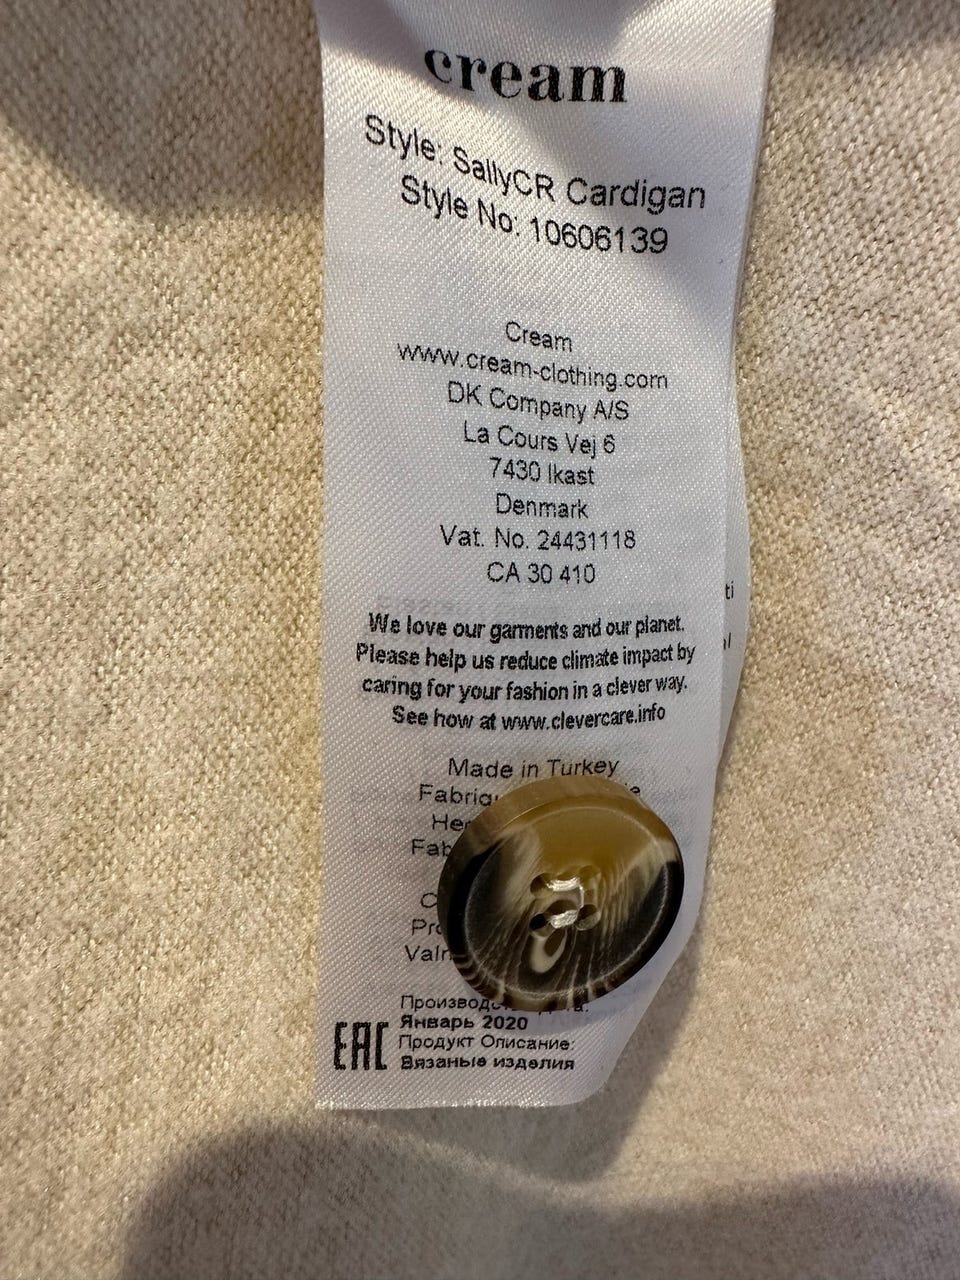 cream
Style: SallyCR Cardigan
Style No: 10606139
Cream
www.cream-clothing.com
DK Company A/S
La Cours Vej 6
7430 Ikast
Denmark
Vat. No. 24431118
CA 30 410
We love our garments and our planet.
Please help us reduce climate impact by
caring for your fashion in a clever way.
See how at www.clevercare.info
Made in Turkey
EAC
Январь 2020
Продукт Описание:
Вязаные изделия